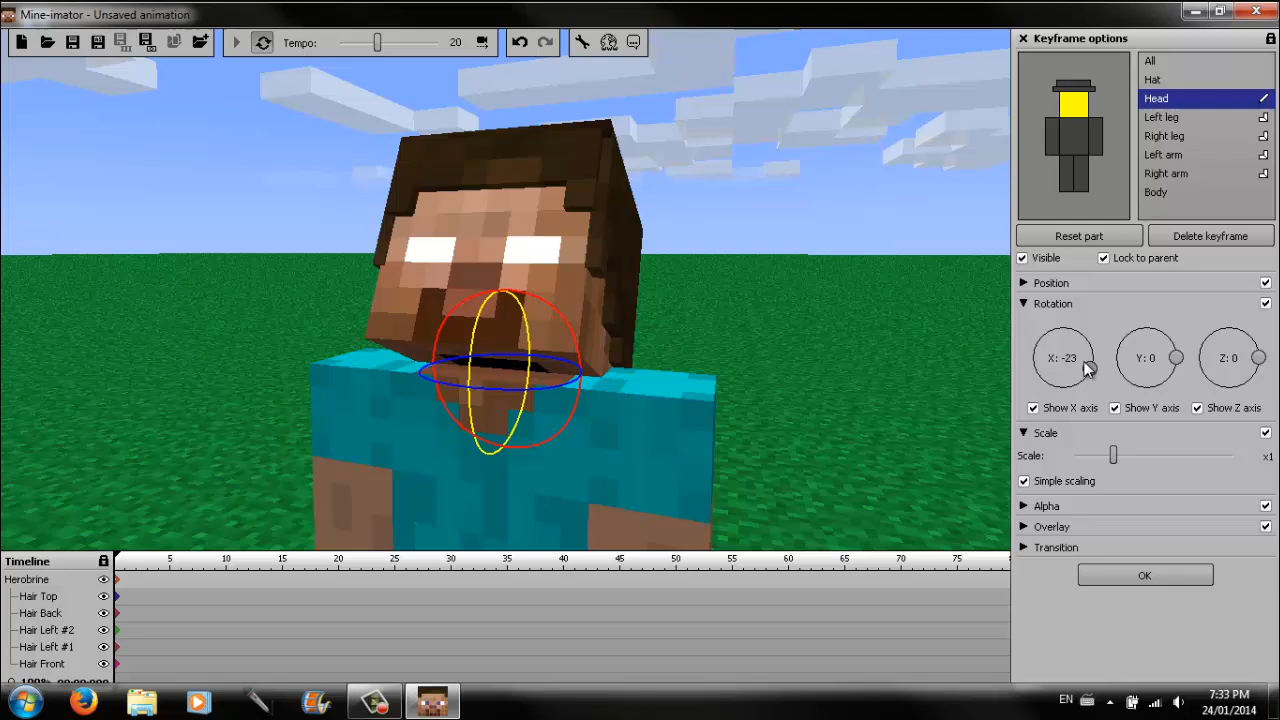 Mine-imator - Unsaved animation
Tempo: 20
Keyframe options
All
Hat
Head
Left leg
Right leg
Left arm
Right arm
Body
Reset part Delete keyframe
Visible Lock to parent
Position
Rotation
X: -23 Y: 0 Z: 0
Show X axis Show Y axis Show Z axis
Scale
Scale: x1
Simple scaling
Alpha
Overlay
Transition
OK
Timeline 5 10 15 20 25 30 35 40 45 50 55 60 65 70 75
Herobrine
Hair Top
Hair Back
Hair Left #2
Hair Left #1
Hair Front
EN 7:33 PM
24/01/2014